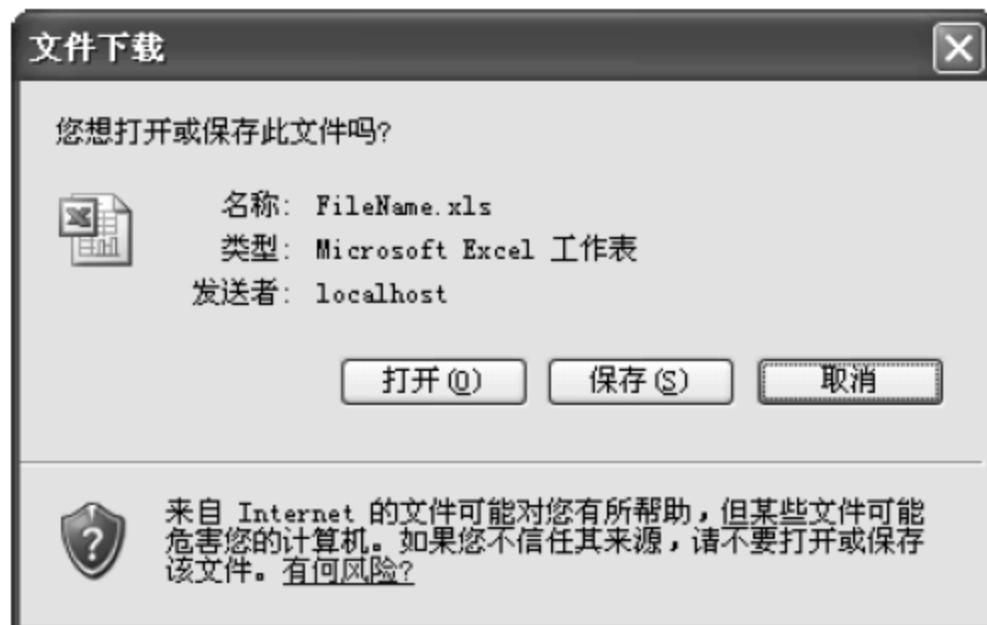 文件下载
您想打开或保存此文件吗?
名称: FileName.xls
类型: Microsoft Excel 工作表
发送者: localhost
打开(O) 保存(S) 取消
来自 Internet 的文件可能对您有所帮助，但某些文件可能
危害您的计算机。如果您不信任其来源，请不要打开或保存
该文件。有何风险?